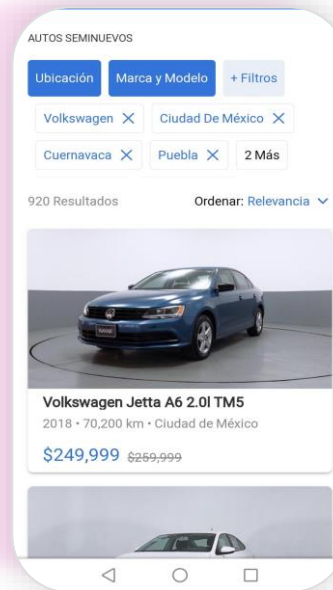 AUTOS SEMINUEVOS
Ubicación Marca y Modelo + Filtros
Volkswagen Ciudad De México
Cuernavaca Puebla 2 Más
920 Resultados Ordenar: Relevancia
Volkswagen Jetta A6 2.0l TM5
2018 • 70,200 km • Ciudad de México
$249,999 $259,999